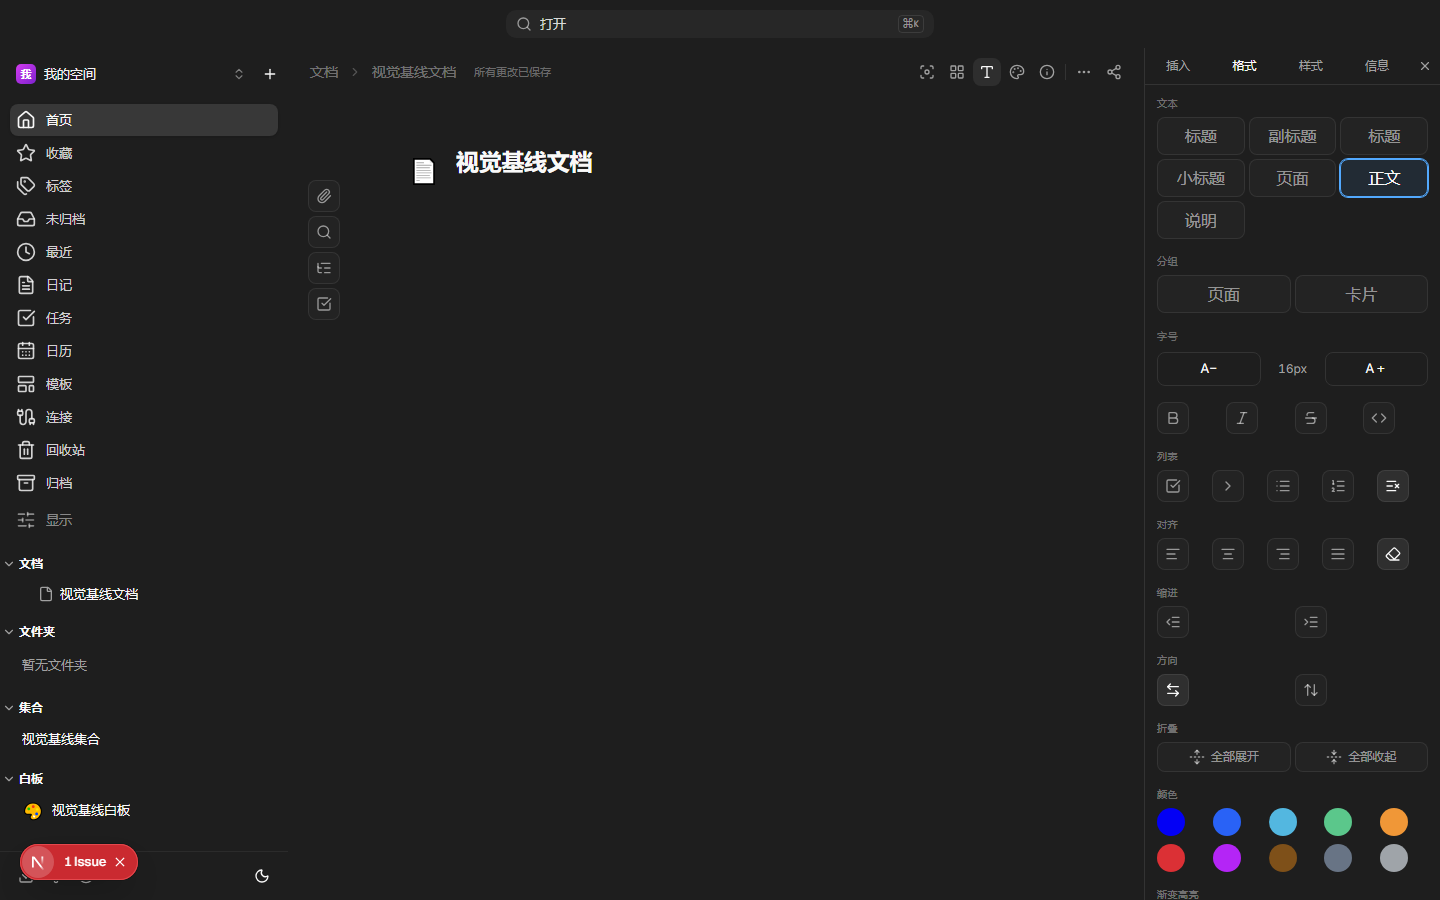 打开
⌘K
我
我的空间
首页
收藏
标签
未归档
最近
日记
任务
日历
模板
连接
回收站
归档
显示
文档
视觉基线文档
文件夹
暂无文件夹
集合
视觉基线集合
白板
视觉基线白板
N
1 Issue
文档
视觉基线文档
所有更改已保存
视觉基线文档
插入
格式
样式
信息
文本
标题
副标题
标题
小标题
页面
正文
说明
分组
页面
卡片
字号
A−
16px
A+
列表
对齐
缩进
方向
折叠
全部展开
全部收起
颜色
渐变高亮